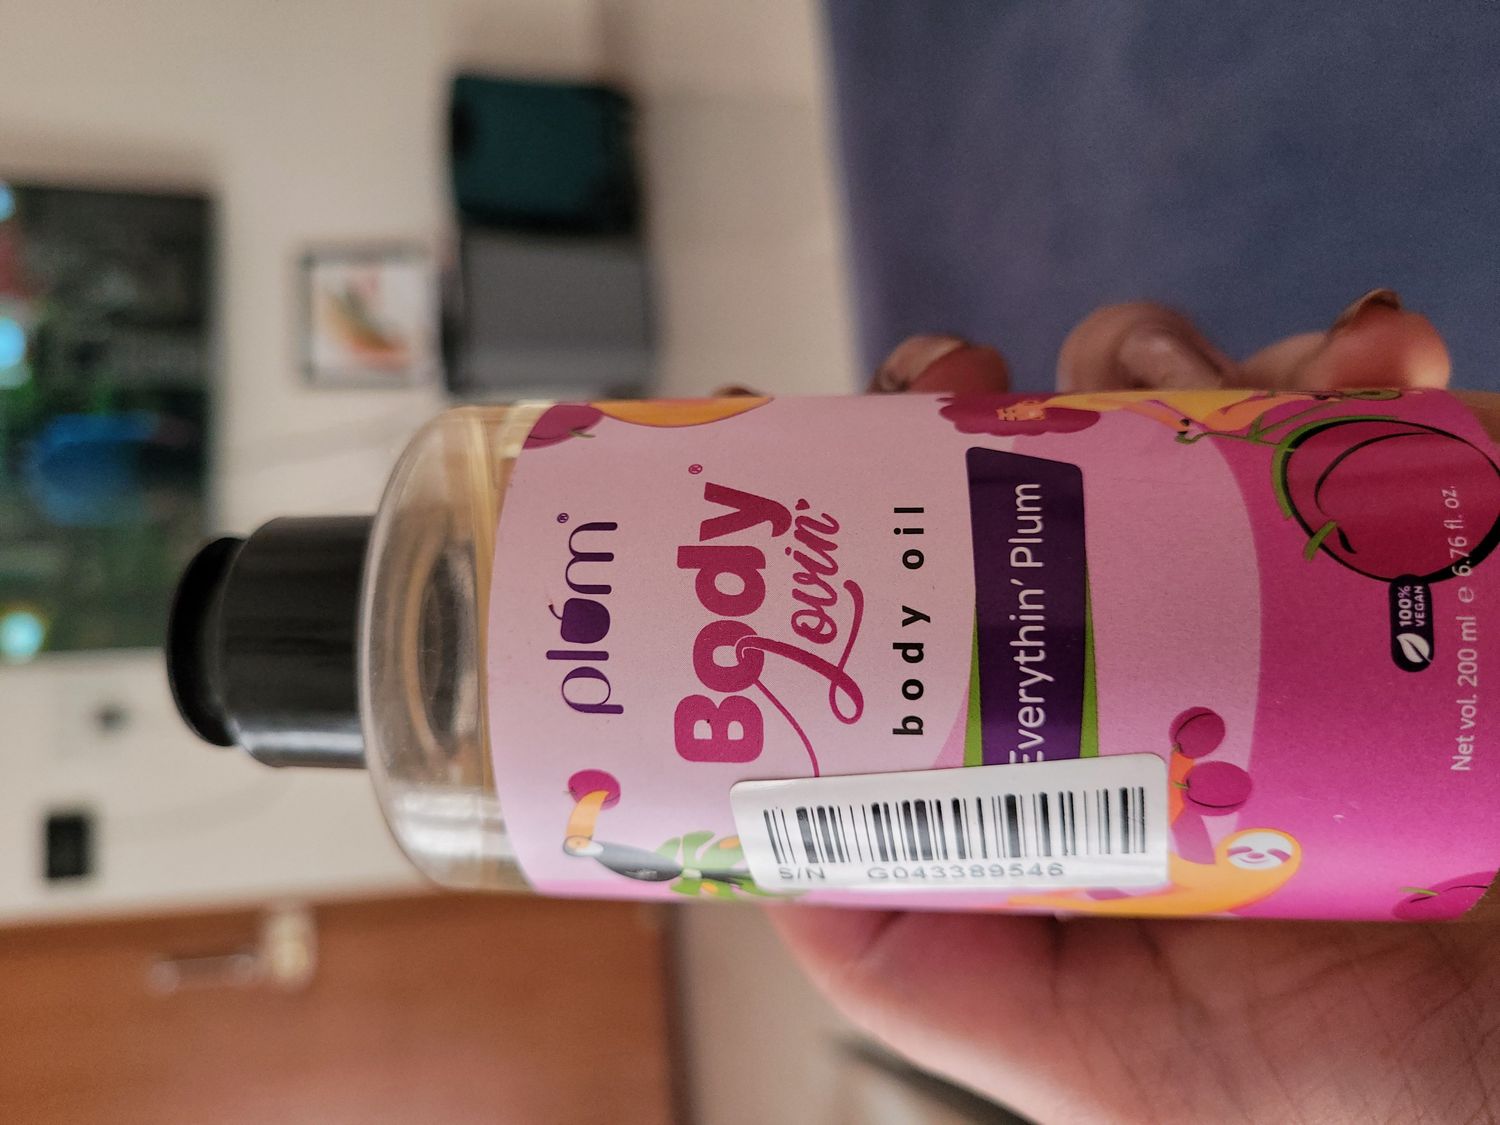 plum®
Body®
Lovin'
body oil
Everythin' Plum
S/N G043389546
100%
VEGAN
Net vol. 200 ml e 6.76 fl. oz.